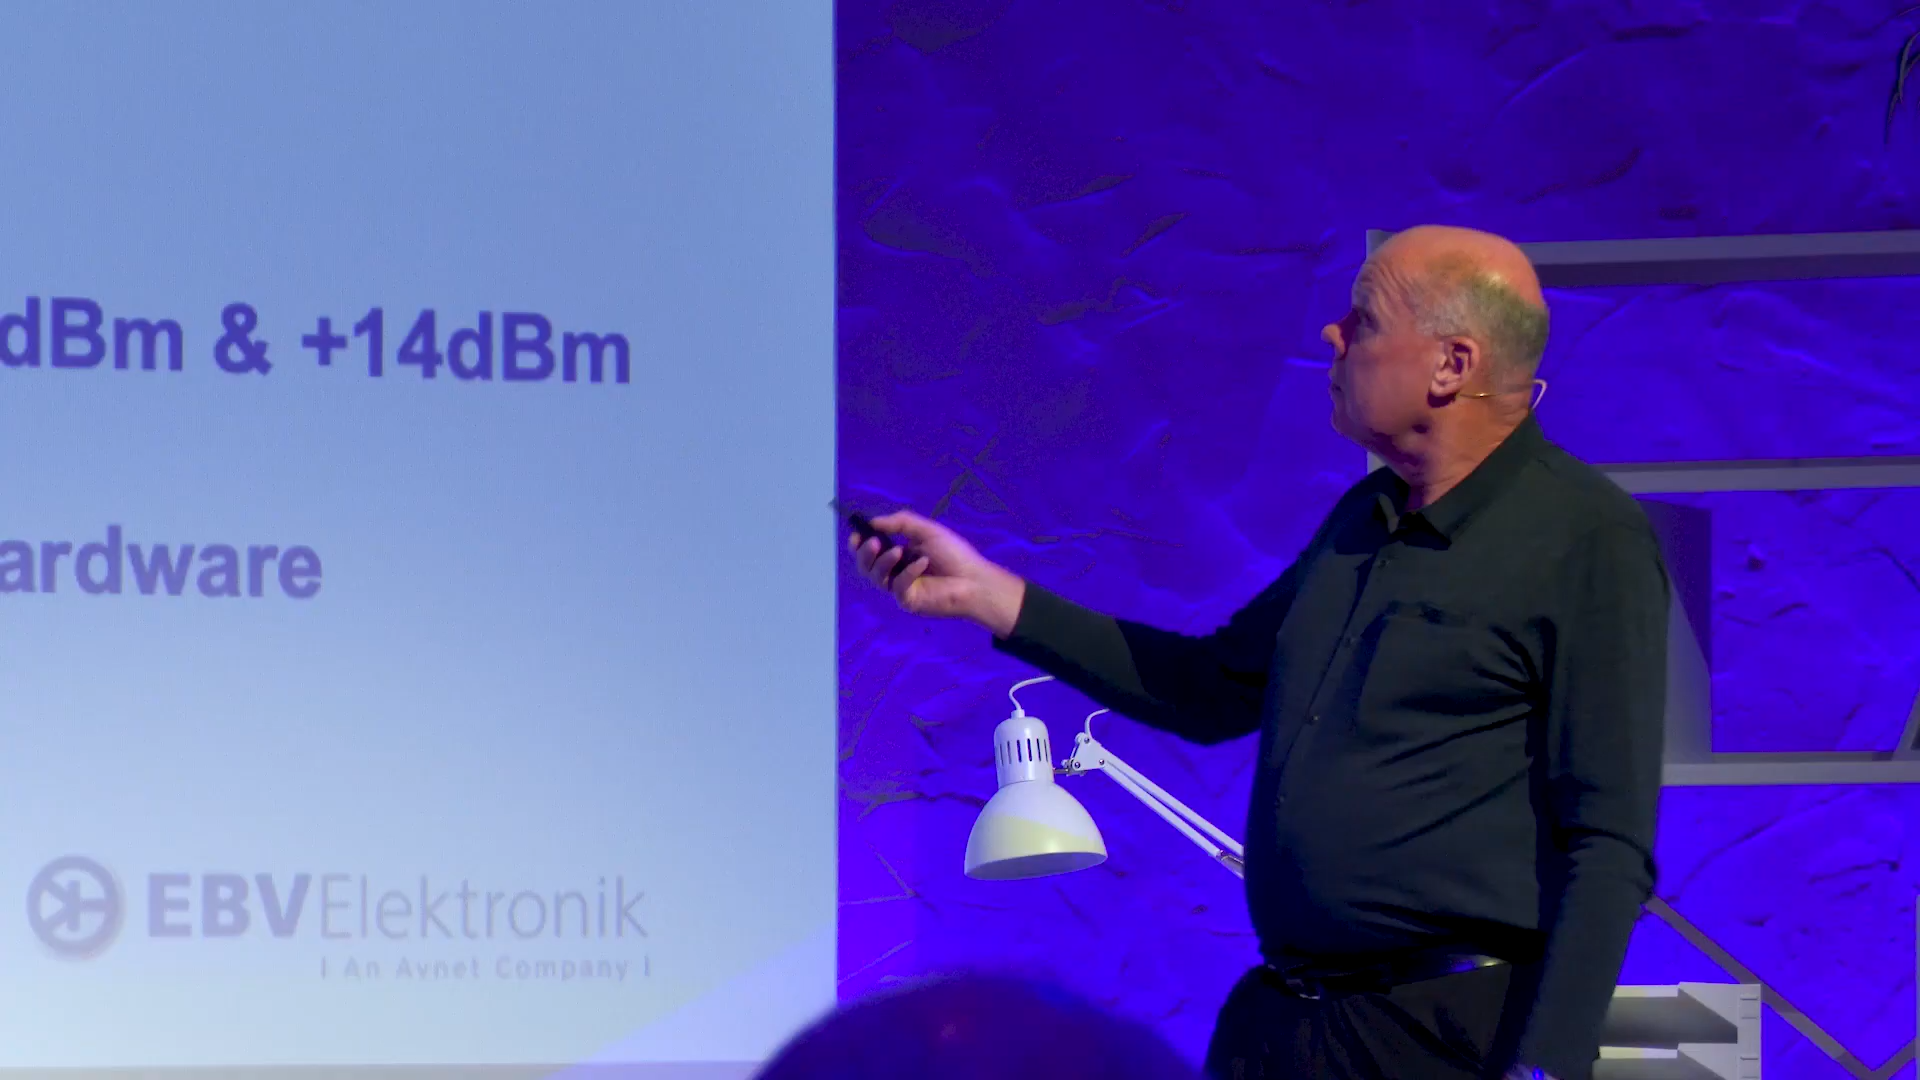 dBm & +14dBm
ardware
EBVElektronik
| An Avnet Company |